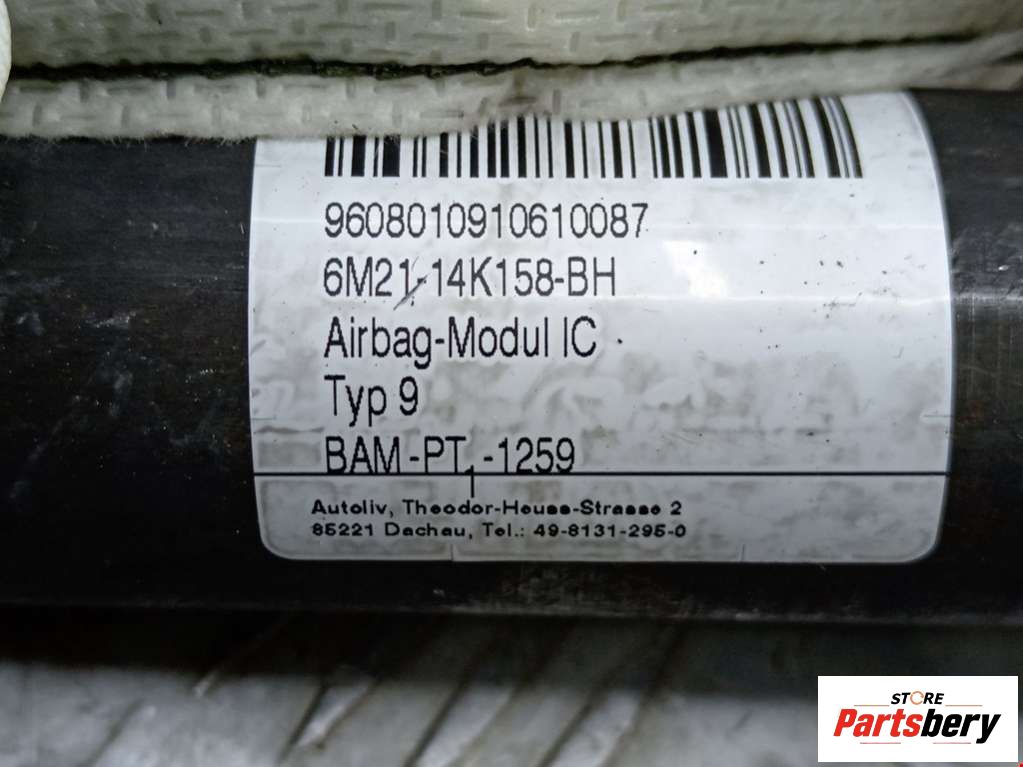 9608010910610087
6M21-14K158-BH
Airbag-Modul IC
Typ 9
BAM-PT1-1259
Autoliv, Theodor-Heuss-Strasse 2
85221 Dachau, Tel.: 49-8131-295-0
STORE
Partsbery